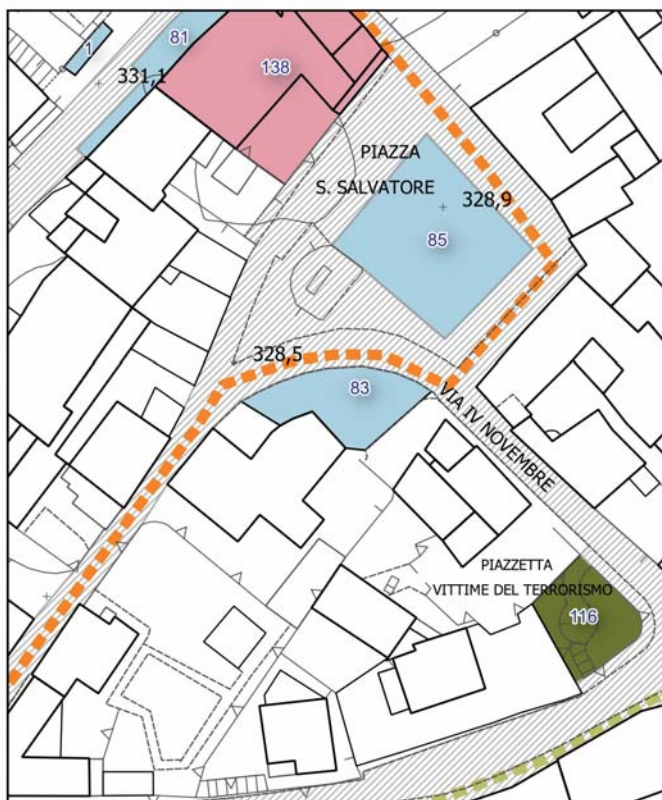 1
81
331,1
138
PIAZZA
S. SALVATORE
328,9
85
328,5
83
VIA IV NOVEMBRE
PIAZZETTA
VITTIME DEL TERRORISMO
116